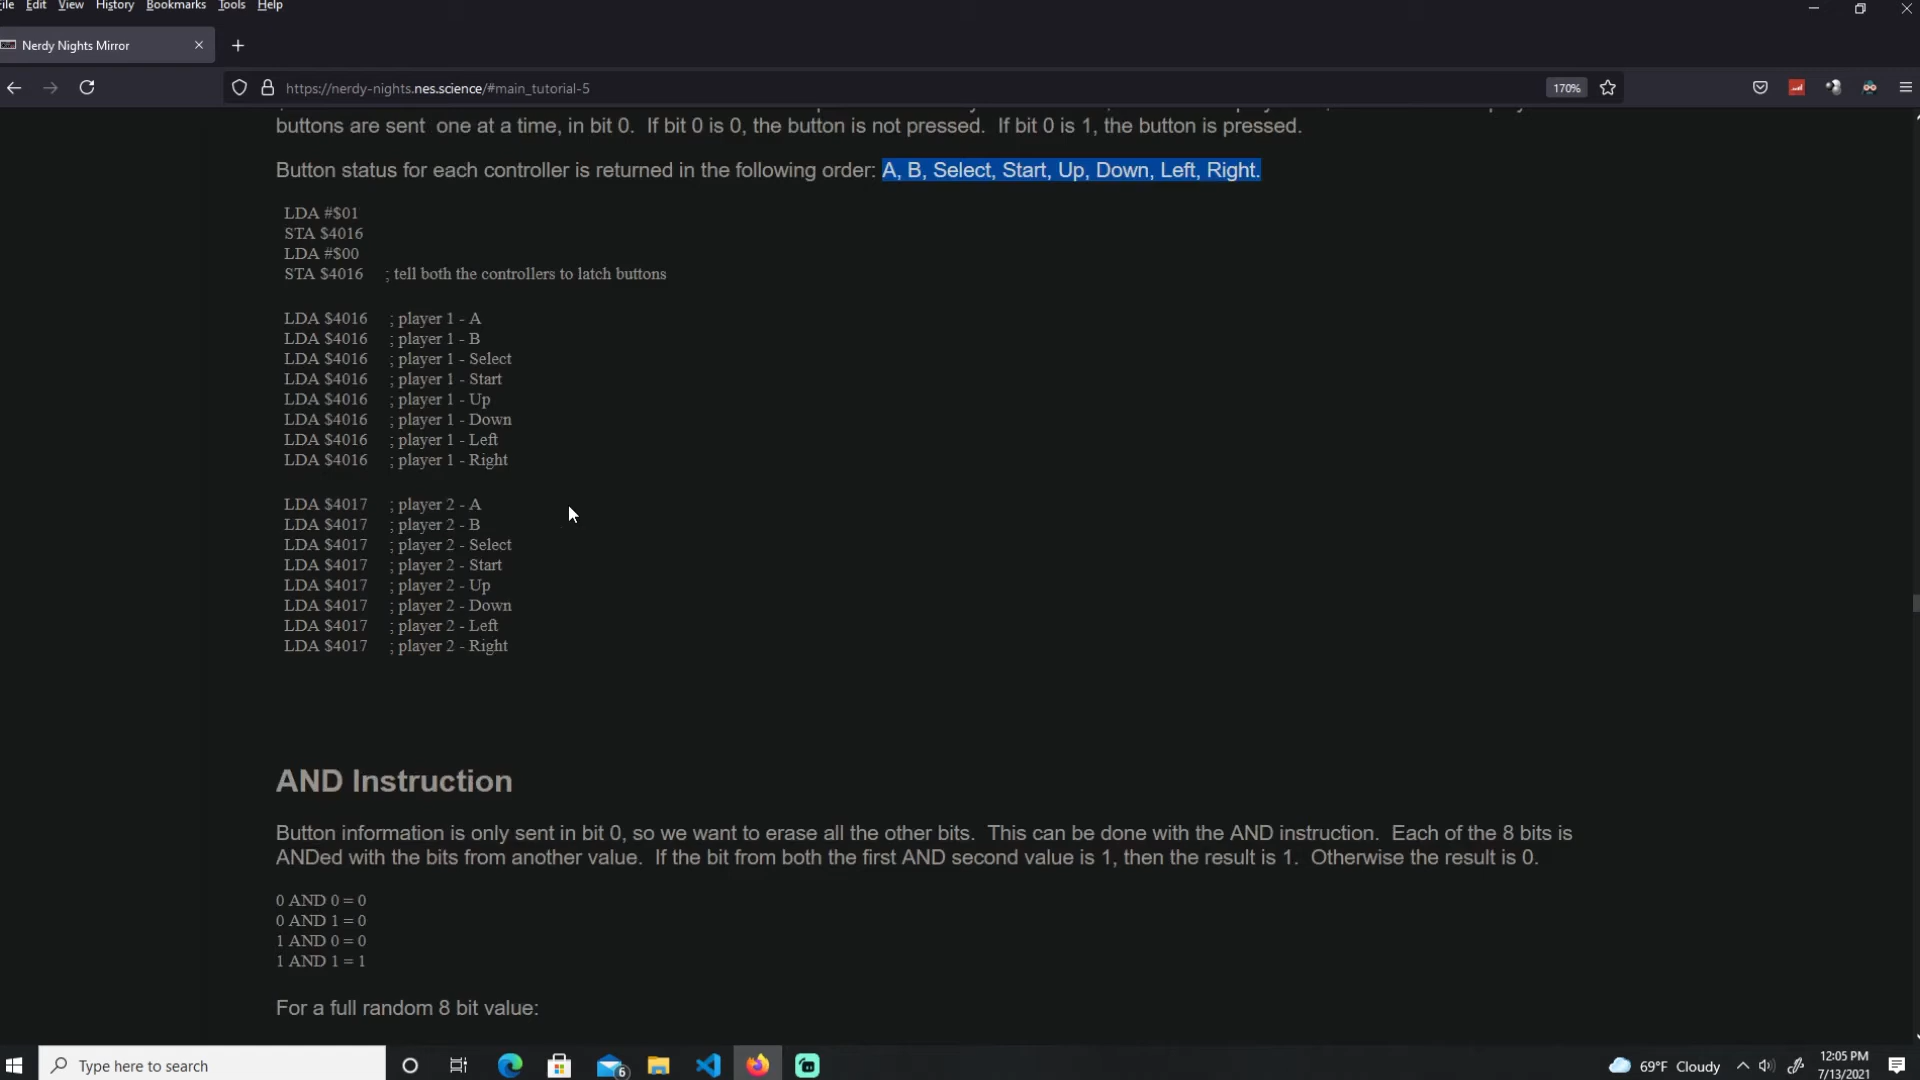 ile Edit View History Bookmarks Tools Help
Nerdy Nights Mirror
https://nerdy-nights.nes.science/#main_tutorial-5
170%
buttons are sent  one at a time, in bit 0.  If bit 0 is 0, the button is not pressed.  If bit 0 is 1, the button is pressed.
Button status for each controller is returned in the following order: A, B, Select, Start, Up, Down, Left, Right.
LDA #$01
STA $4016
LDA #$00
STA $4016 ; tell both the controllers to latch buttons
LDA $4016 ; player 1 - A
LDA $4016 ; player 1 - B
LDA $4016 ; player 1 - Select
LDA $4016 ; player 1 - Start
LDA $4016 ; player 1 - Up
LDA $4016 ; player 1 - Down
LDA $4016 ; player 1 - Left
LDA $4016 ; player 1 - Right
LDA $4017 ; player 2 - A
LDA $4017 ; player 2 - B
LDA $4017 ; player 2 - Select
LDA $4017 ; player 2 - Start
LDA $4017 ; player 2 - Up
LDA $4017 ; player 2 - Down
LDA $4017 ; player 2 - Left
LDA $4017 ; player 2 - Right
AND Instruction
Button information is only sent in bit 0, so we want to erase all the other bits.  This can be done with the AND instruction.  Each of the 8 bits is
ANDed with the bits from another value.  If the bit from both the first AND second value is 1, then the result is 1.  Otherwise the result is 0.
0 AND 0 = 0
0 AND 1 = 0
1 AND 0 = 0
1 AND 1 = 1
For a full random 8 bit value:
Type here to search
6
69°F Cloudy
12:05 PM
7/13/2021